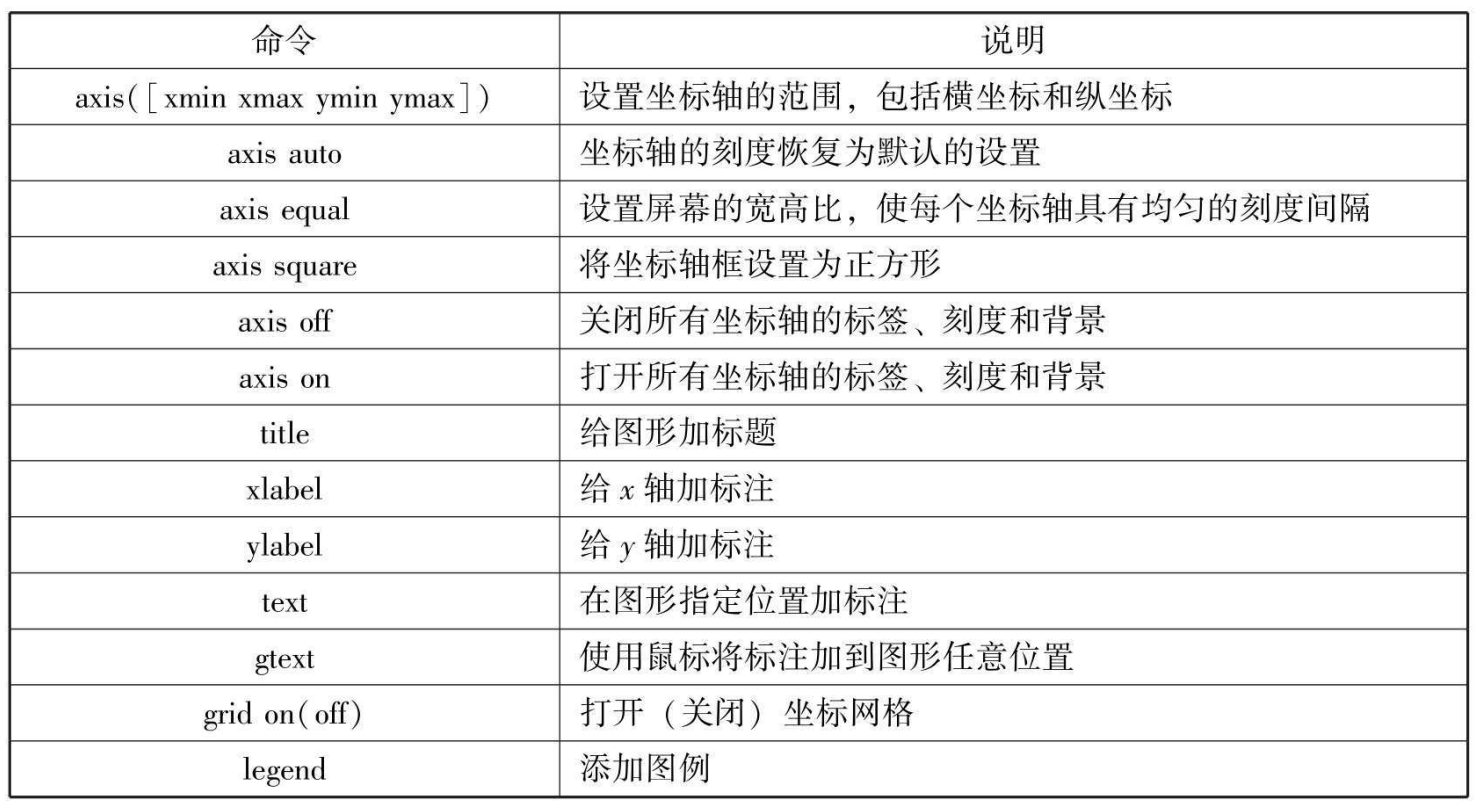 命令 说明
axis([xmin xmax ymin ymax]) 设置坐标轴的范围，包括横坐标和纵坐标
axis auto 坐标轴的刻度恢复为默认的设置
axis equal 设置屏幕的宽高比，使每个坐标轴具有均匀的刻度间隔
axis square 将坐标轴框设置为正方形
axis off 关闭所有坐标轴的标签、刻度和背景
axis on 打开所有坐标轴的标签、刻度和背景
title 给图形加标题
xlabel 给 x 轴加标注
ylabel 给 y 轴加标注
text 在图形指定位置加标注
gtext 使用鼠标将标注加到图形任意位置
grid on(off) 打开（关闭）坐标网格
legend 添加图例